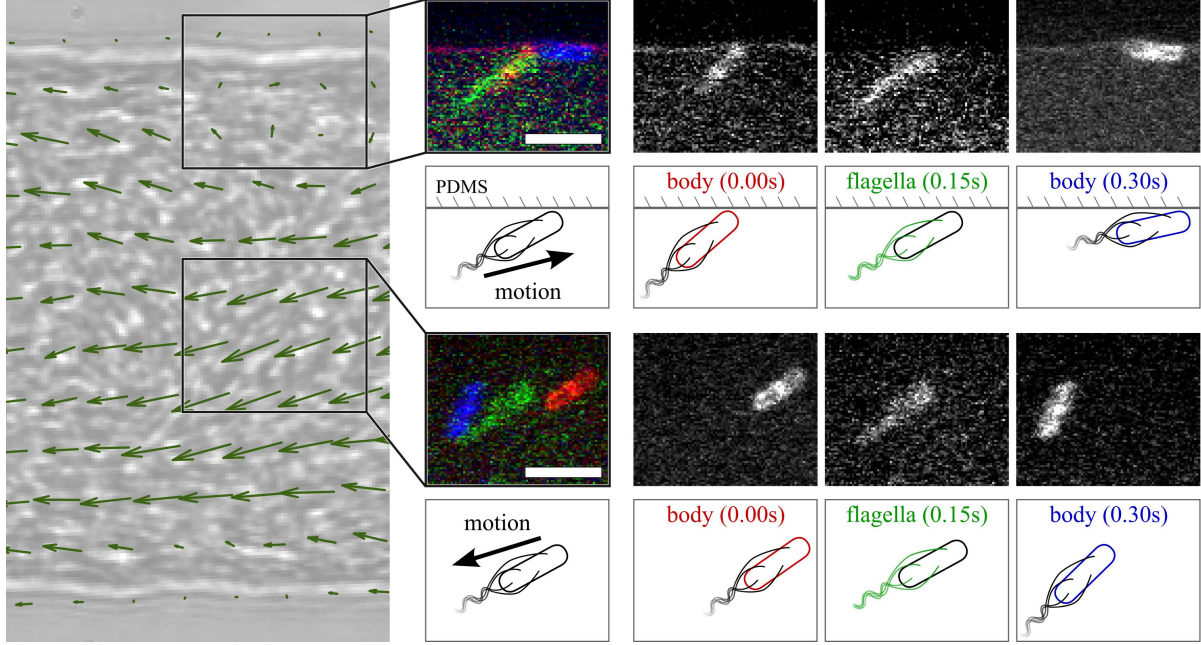 PDMS
motion
body (0.00s)
flagella (0.15s)
body (0.30s)
motion
body (0.00s)
flagella (0.15s)
body (0.30s)